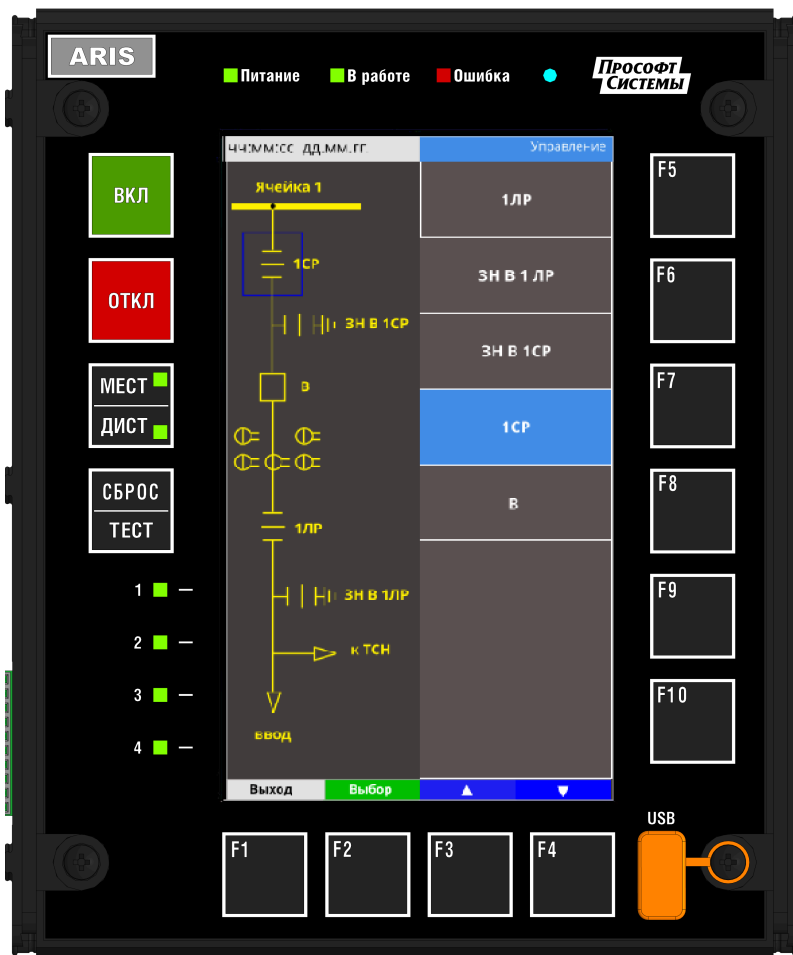 ARIS
Питание
В работе
Ошибка
Прософт
Системы
чч:мм:сс дд.мм.гг.
Управление
ВКЛ
ОТКЛ
МЕСТ
ДИСТ
СБРОС
ТЕСТ
1
2
3
4
Ячейка 1
1СР
ЗН В 1СР
В
1ЛР
ЗН В 1ЛР
к ТСН
ввод
1ЛР
ЗН В 1 ЛР
ЗН В 1СР
1СР
В
Выход
Выбор
F5
F6
F7
F8
F9
F10
USB
F1
F2
F3
F4